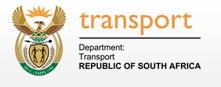 transport
Department:
Transport
REPUBLIC OF SOUTH AFRICA